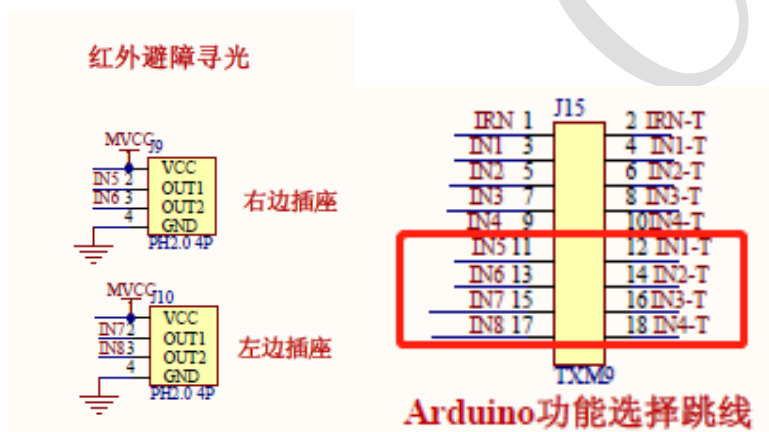 红外避障寻光
MVCC
J9
VCC
IN5 2 OUT1
IN6 3 OUT2
4 GND
PH2.0 4P
右边插座
MVCC
J10
VCC
IN7 2 OUT1
IN8 3 OUT2
4 GND
PH2.0 4P
左边插座
J15
IRN 1 2 IRN-T
IN1 3 4 IN1-T
IN2 5 6 IN2-T
IN3 7 8 IN3-T
IN4 9 10 IN4-T
IN5 11 12 IN1-T
IN6 13 14 IN2-T
IN7 15 16 IN3-T
IN8 17 18 IN4-T
TXM9
Arduino功能选择跳线